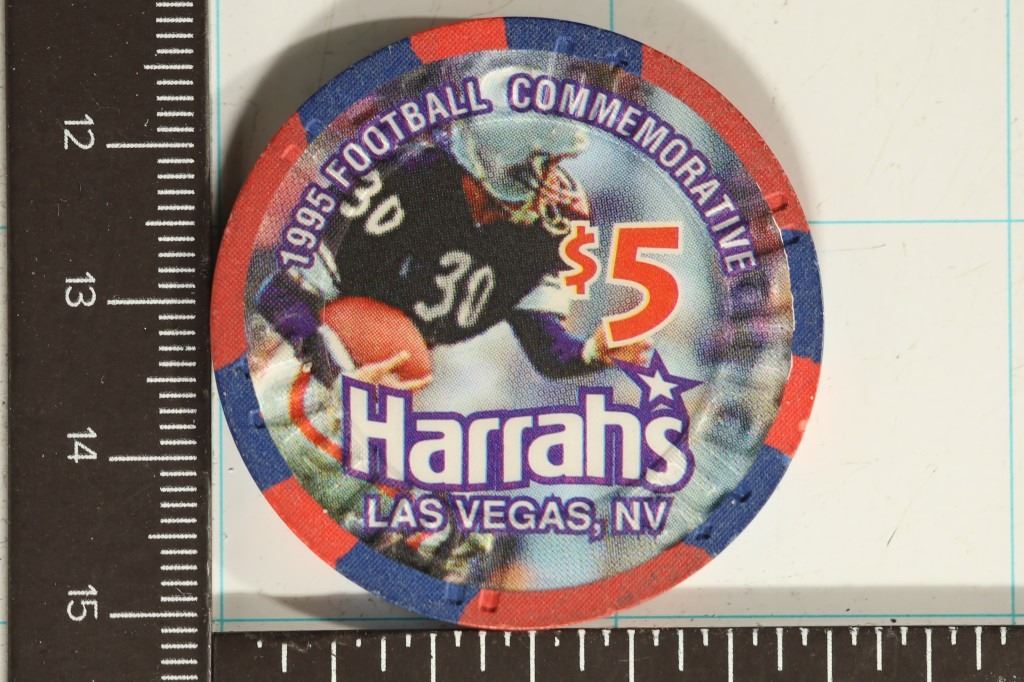 1995 FOOTBALL COMMEMORATIVE
30
30
$5
Harrah's
LAS VEGAS, NV
12
13
14
15